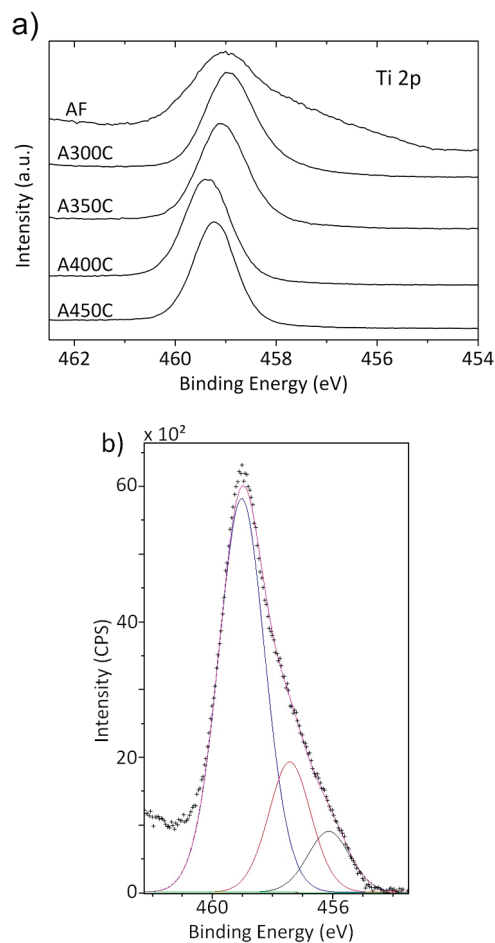 a)
Ti 2p
AF
A300C
A350C
A400C
A450C
Intensity (a.u.)
462 460 458 456 454
Binding Energy (eV)
b)
x 10²
60
40
20
0
Intensity (CPS)
460 456
Binding Energy (eV)